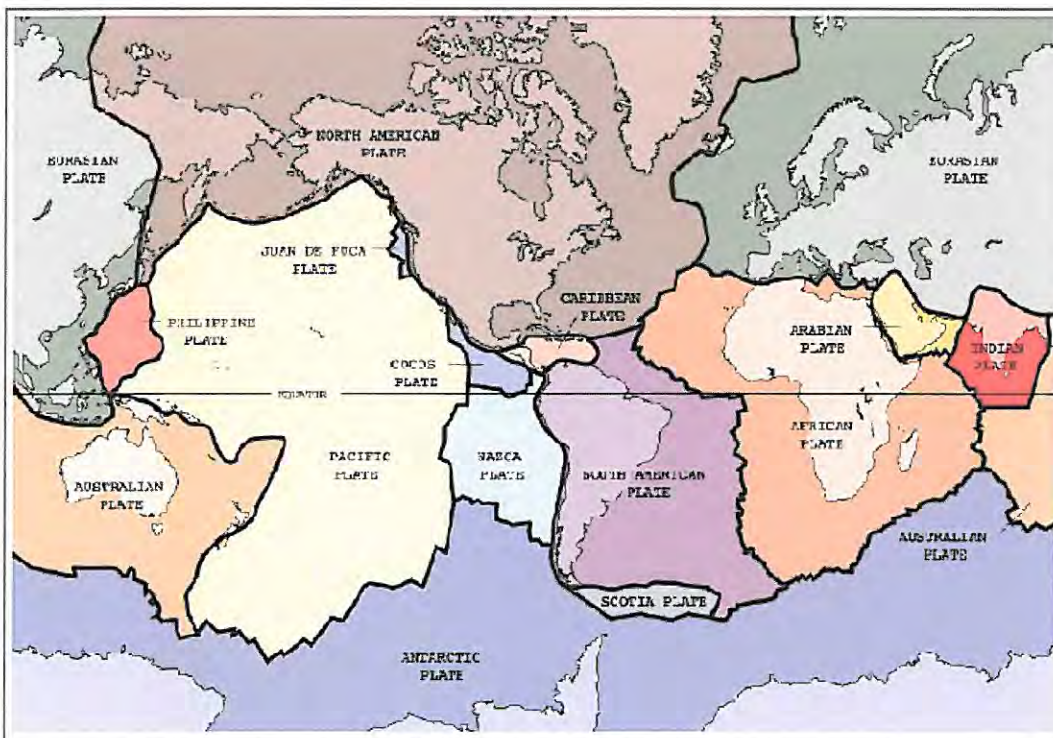 NORTH AMERICAN
PLATE
EURASIAN
PLATE
EURASIAN
PLATE
JUAN DE FUCA
PLATE
CARIBBEAN
PLATE
PHILIPPINE
PLATE
ARABIAN
PLATE
INDIAN
PLATE
COCOS
PLATE
EQUATOR
AFRICAN
PLATE
PACIFIC
PLATE
NAZCA
PLATE
SOUTH AMERICAN
PLATE
AUSTRALIAN
PLATE
AUSTRALIAN
PLATE
SCOTIA PLATE
ANTARCTIC
PLATE